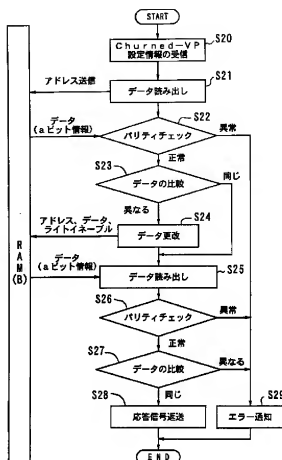 START
S20
Churned-VP
設定情報の受信
S21
アドレス送信
データ読み出し
S22
データ
(aビット情報)
パリティチェック
異常
正常
S23
データの比較
同じ
異なる
S24
アドレス、データ、
ライトイネーブル
データ更改
RAM
(B)
データ
(aビット情報)
S25
データ読み出し
S26
パリティチェック
異常
正常
S27
データの比較
異なる
同じ
S28
応答信号返送
S29
エラー通知
END